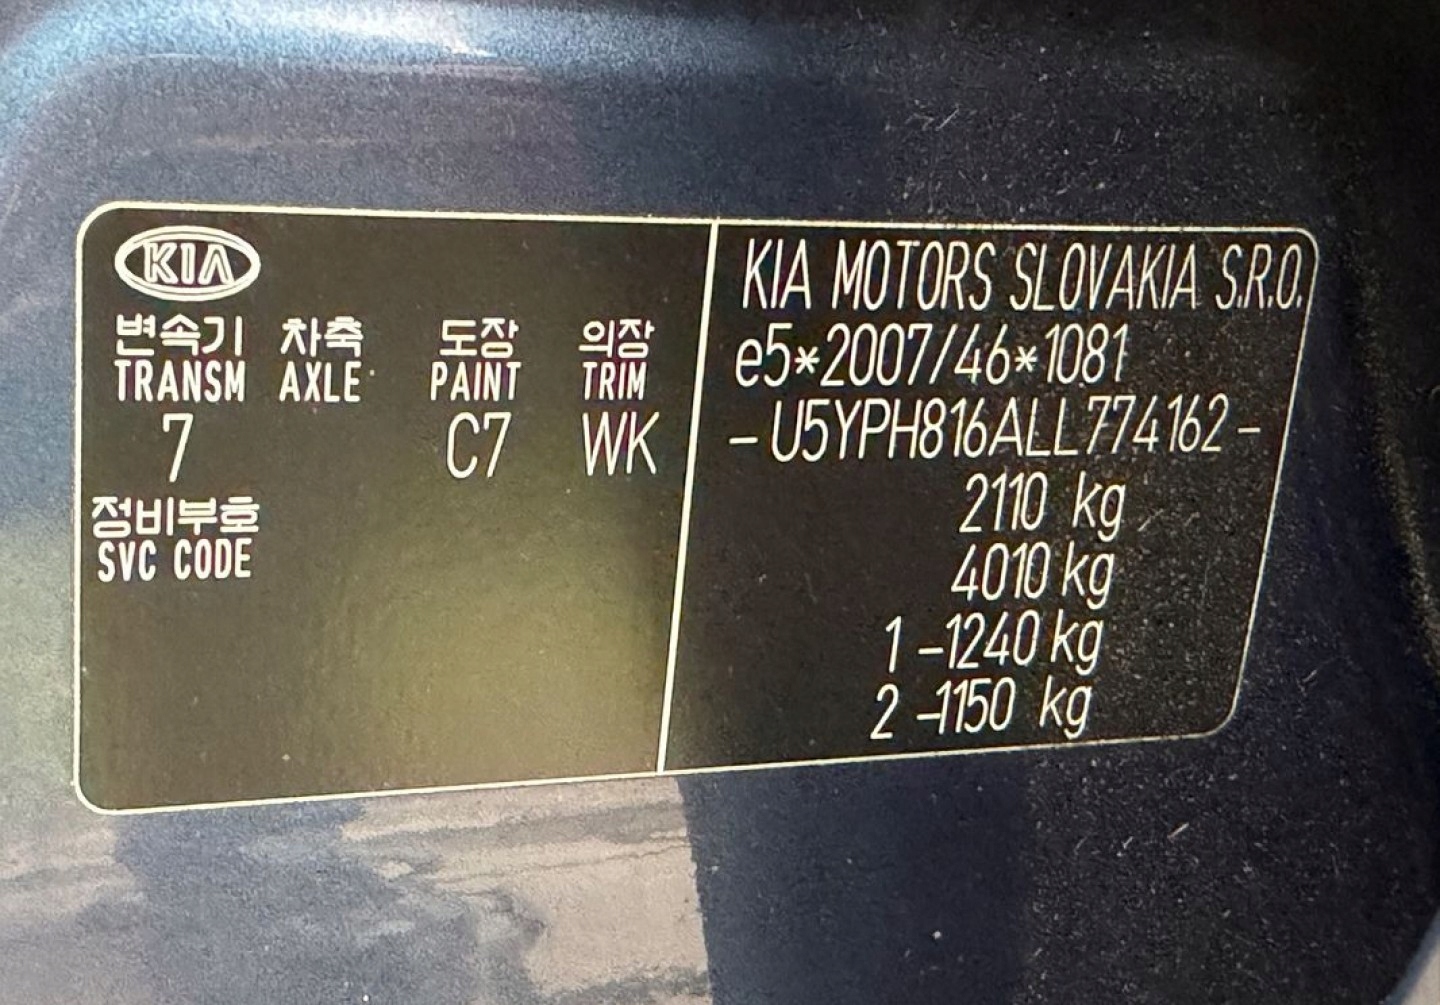 KIA
변속기 차축 도장 의장
TRANSM AXLE PAINT TRIM
7 C7 WK
정비부호
SVC CODE
KIA MOTORS SLOVAKIA S.R.O.
e5*2007/46*1081
-U5YPH816ALL774162-
2110 kg
4010 kg
1 -1240 kg
2 -1150 kg